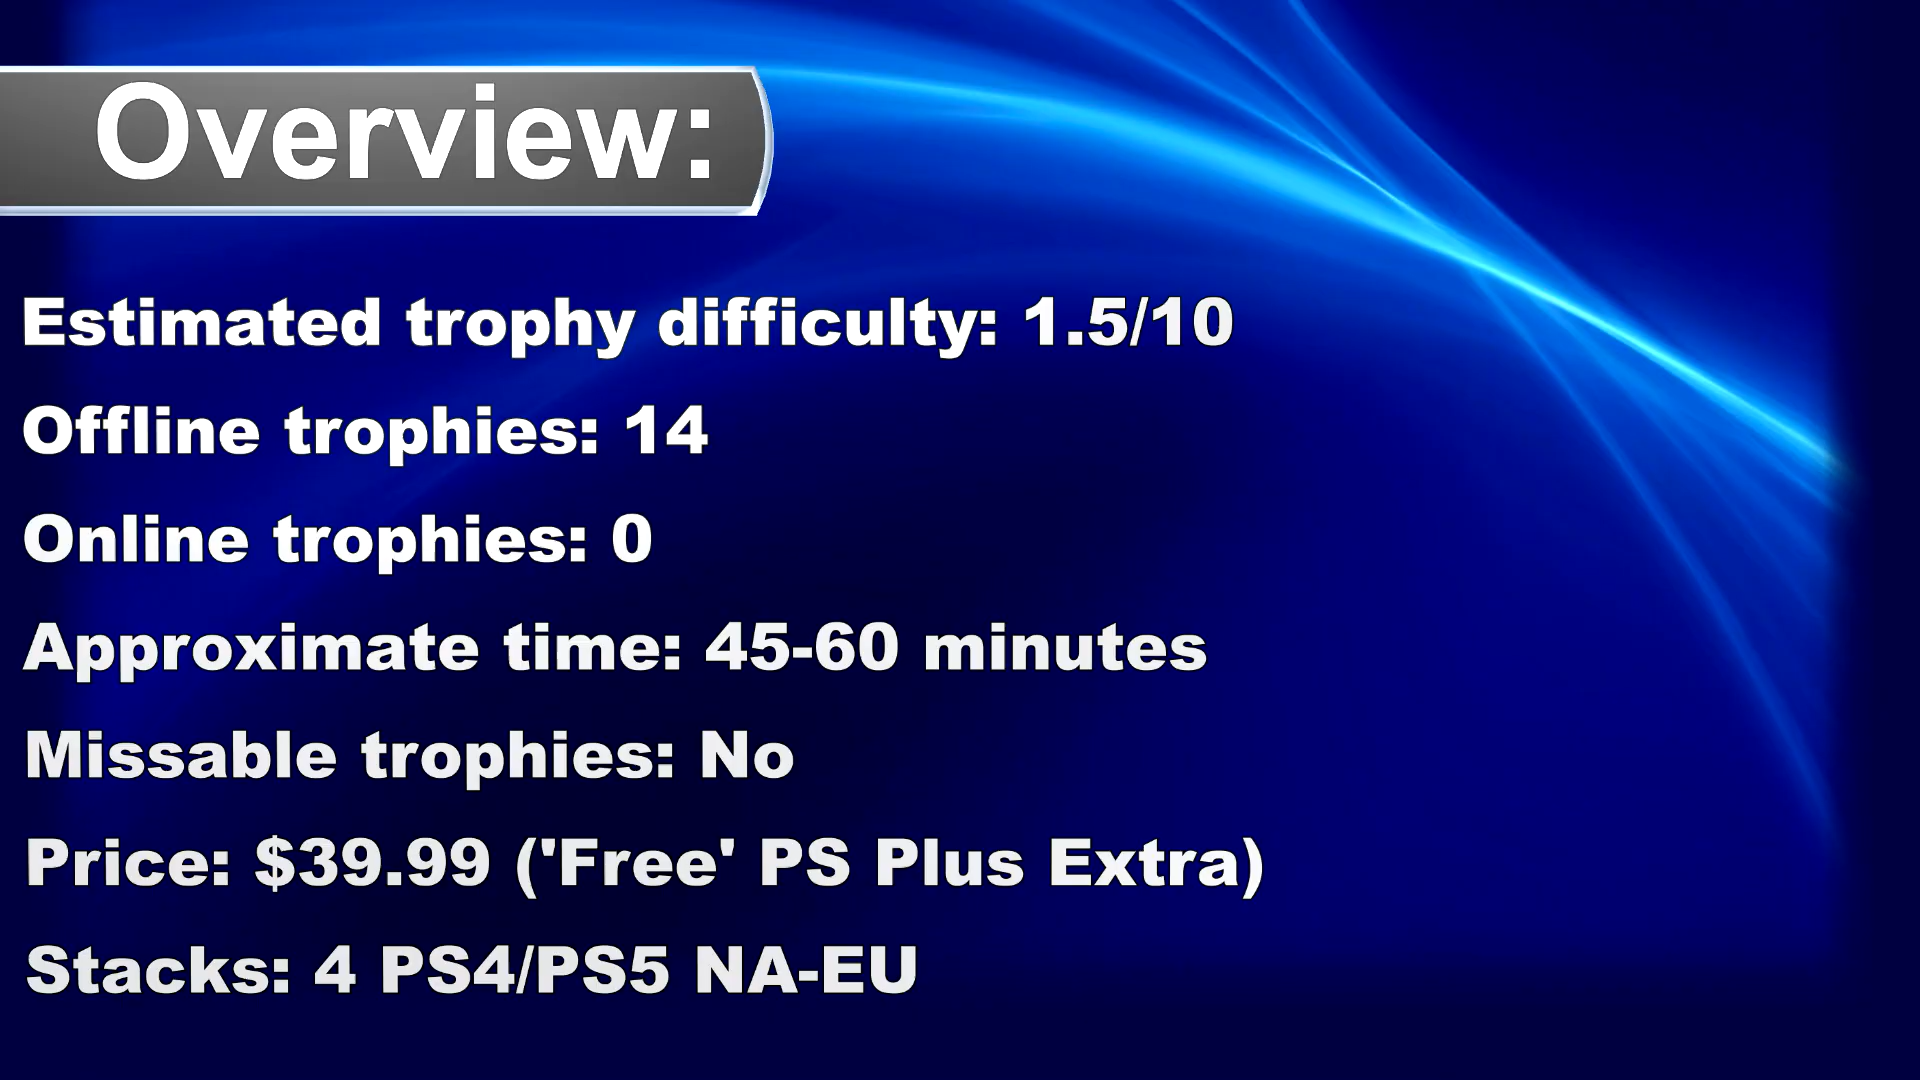 Overview:
Estimated trophy difficulty: 1.5/10
Offline trophies: 14
Online trophies: 0
Approximate time: 45-60 minutes
Missable trophies: No
Price: $39.99 ('Free' PS Plus Extra)
Stacks: 4 PS4/PS5 NA-EU